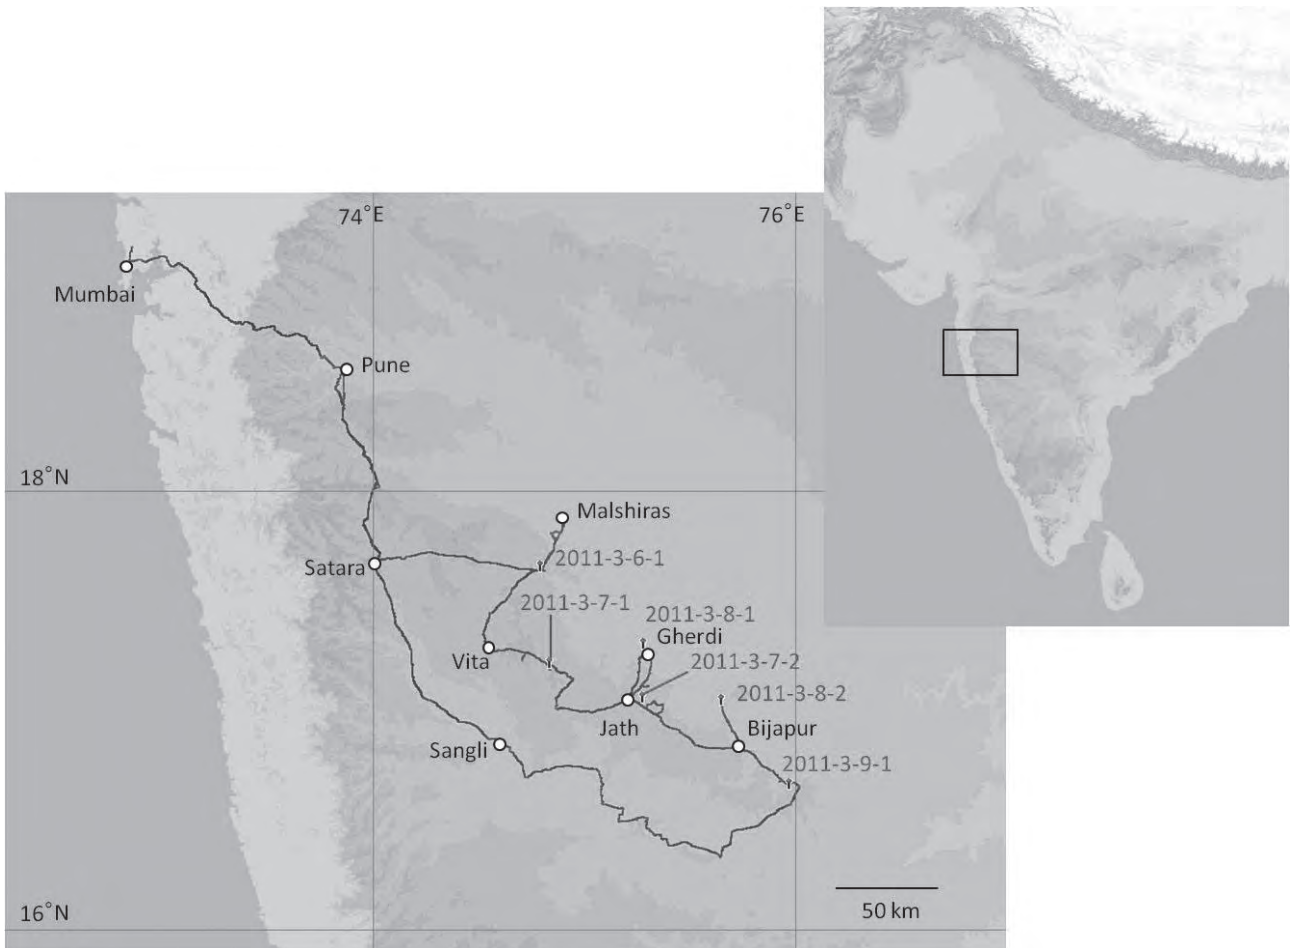 74°E
76°E
Mumbai
Pune
18°N
Malshiras
2011-3-6-1
Satara
2011-3-7-1
2011-3-8-1
Gherdi
Vita
2011-3-7-2
2011-3-8-2
Jath
Bijapur
Sangli
2011-3-9-1
50 km
16°N